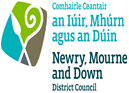 Comhairle Ceantair
an Iúir, Mhúrn
agus an Dúin
Newry, Mourne
and Down
District Council